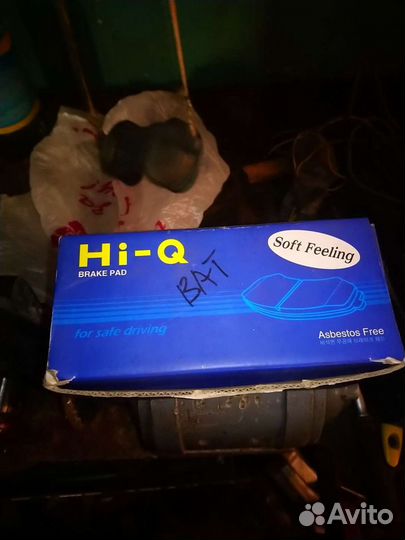 Hi-Q
BRAKE PAD
Soft Feeling
BAT
for safe driving
Asbestos Free
Avito